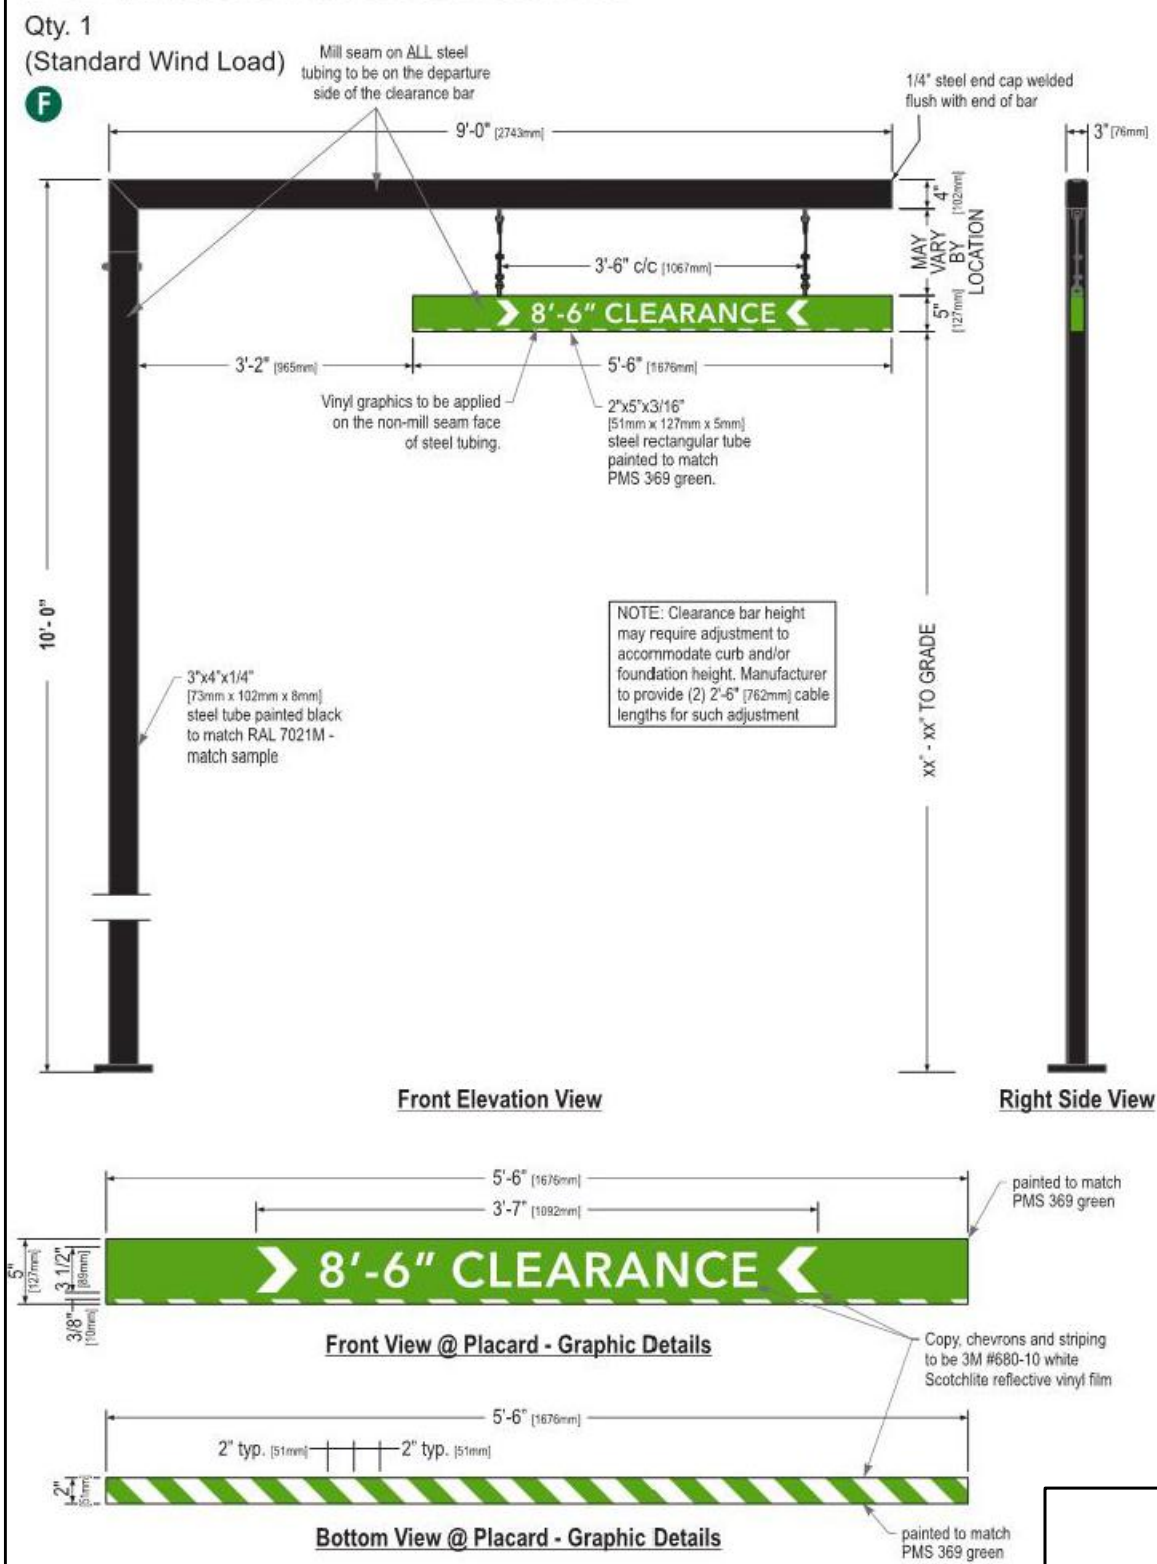 Qty. 1
(Standard Wind Load)
F
Mill seam on ALL steel
tubing to be on the departure
side of the clearance bar
1/4" steel end cap welded
flush with end of bar
9'-0" [2743mm]
3" [76mm]
4"
[102mm]
MAY
VARY
BY
LOCATION
3'-6" c/c [1067mm]
8'-6" CLEARANCE
5"
[127mm]
3'-2" [965mm]
5'-6" [1676mm]
Vinyl graphics to be applied
on the non-mill seam face
of steel tubing.
2"x5"x3/16"
[51mm x 127mm x 5mm]
steel rectangular tube
painted to match
PMS 369 green.
10'- 0"
NOTE: Clearance bar height
may require adjustment to
accommodate curb and/or
foundation height. Manufacturer
to provide (2) 2'-6" [762mm] cable
lengths for such adjustment
xx' - xx" TO GRADE
3"x4"x1/4"
[73mm x 102mm x 8mm]
steel tube painted black
to match RAL 7021M -
match sample
Front Elevation View
Right Side View
5'-6" [1676mm]
3'-7" [1092mm]
painted to match
PMS 369 green
5"
[127mm]
3 1/2"
[89mm]
3/8"
[10mm]
8'-6" CLEARANCE
Front View @ Placard - Graphic Details
Copy, chevrons and striping
to be 3M #680-10 white
Scotchlite reflective vinyl film
5'-6" [1676mm]
2" typ. [51mm]
2" typ. [51mm]
2"
[51mm]
Bottom View @ Placard - Graphic Details
painted to match
PMS 369 green